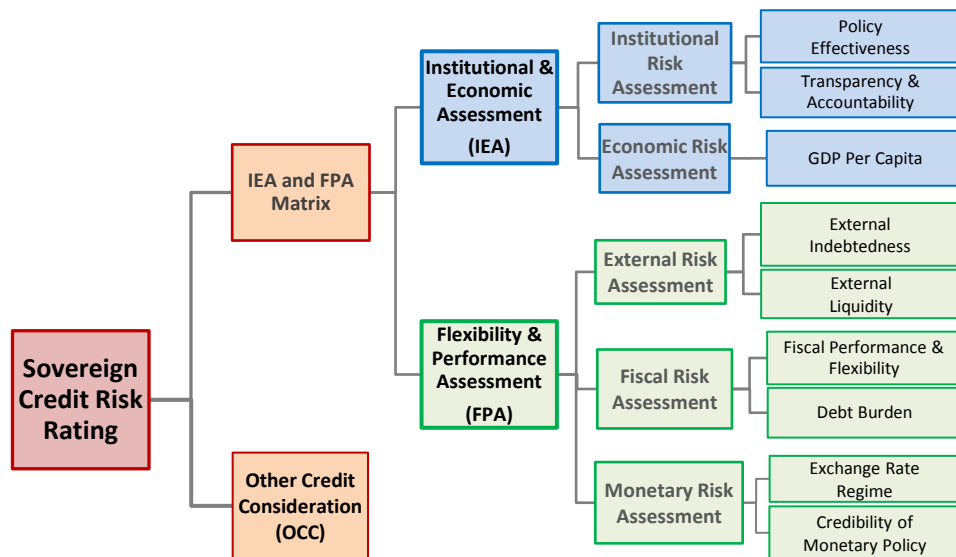 Sovereign
Credit Risk
Rating
IEA and FPA
Matrix
Other Credit
Consideration
(OCC)
Institutional &
Economic
Assessment
(IEA)
Flexibility &
Performance
Assessment
(FPA)
Institutional
Risk
Assessment
Economic Risk
Assessment
External Risk
Assessment
Fiscal Risk
Assessment
Monetary Risk
Assessment
Policy
Effectiveness
Transparency &
Accountability
GDP Per Capita
External
Indebtedness
External
Liquidity
Fiscal Performance &
Flexibility
Debt Burden
Exchange Rate
Regime
Credibility of
Monetary Policy